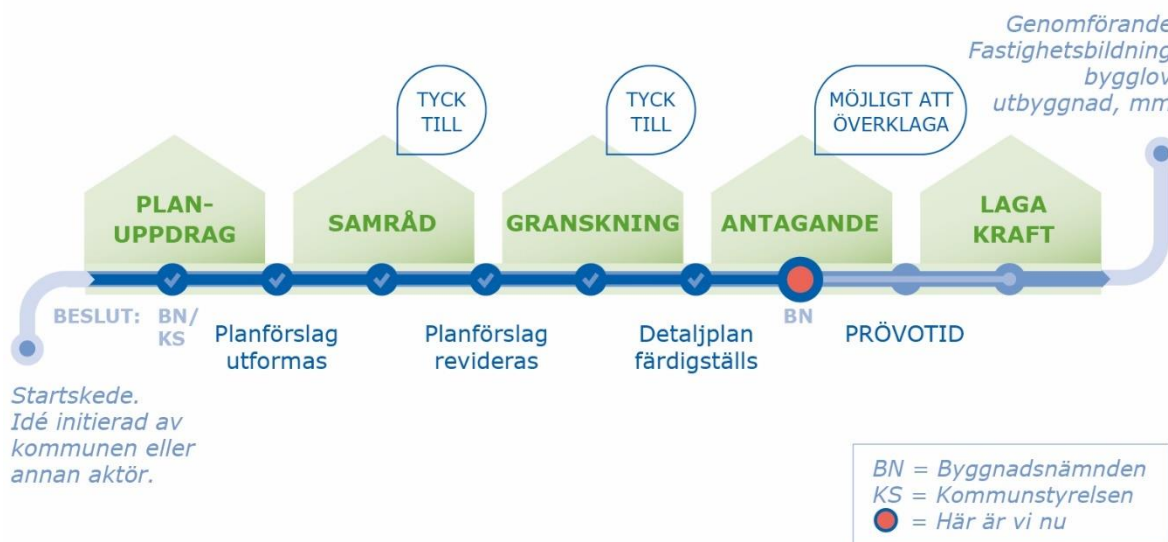 Genomförande
Fastighetsbildning
bygglov
utbyggnad, mm
TYCK
TILL
TYCK
TILL
MÖJLIGT ATT
ÖVERKLAGA
PLAN-
UPPDRAG
SAMRÅD
GRANSKNING
ANTAGANDE
LAGA
KRAFT
BESLUT:
BN/
KS
Planförslag
utformas
Planförslag
revideras
Detaljplan
färdigställs
BN
PRÖVOTID
Startskede.
Idé initierad av
kommunen eller
annan aktör.
BN = Byggnadsnämnden
KS = Kommunstyrelsen
= Här är vi nu